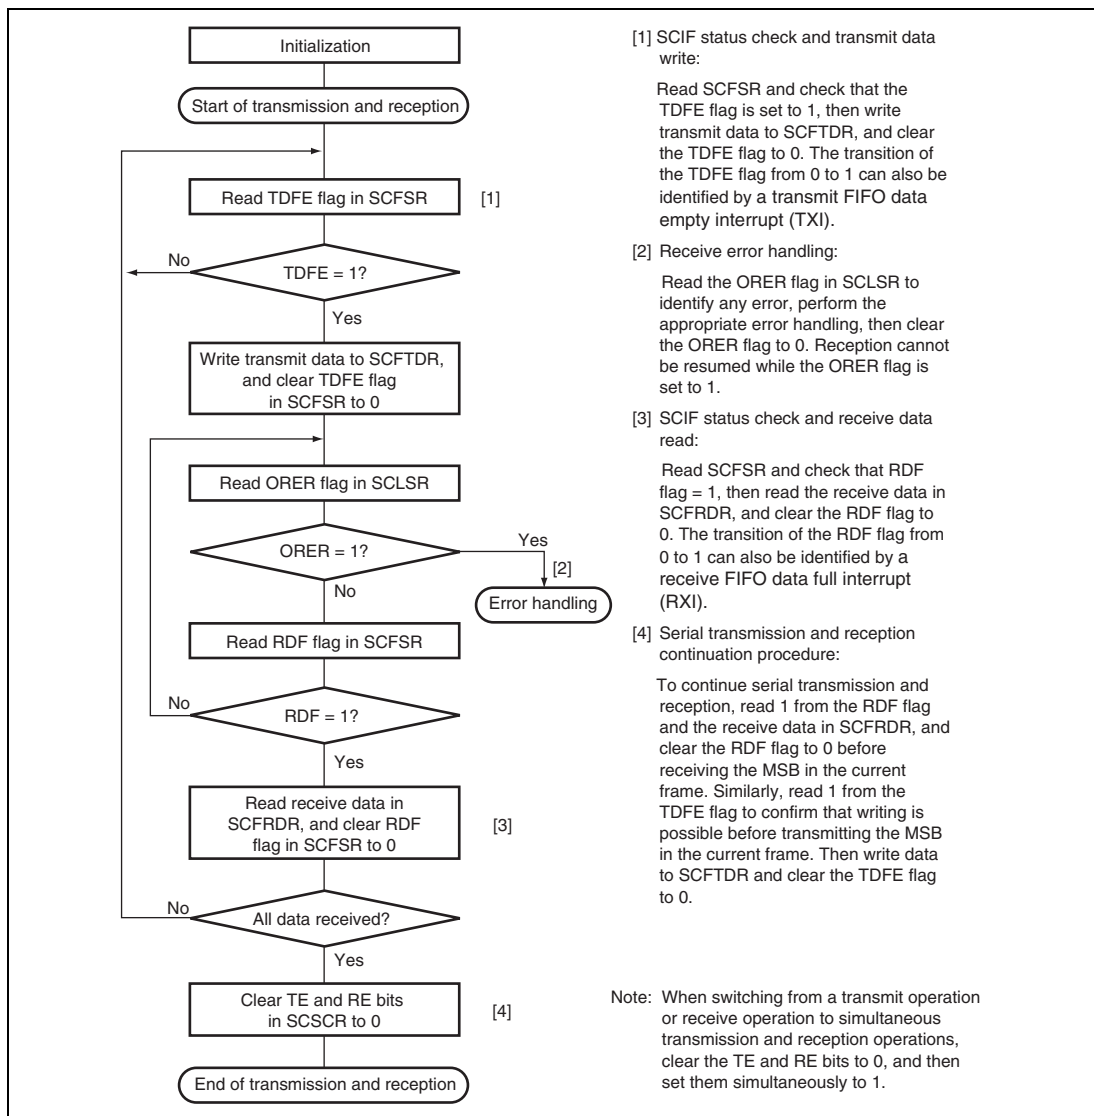 Initialization
Start of transmission and reception
Read TDFE flag in SCFSR
[1]
No
TDFE = 1?
Yes
Write transmit data to SCFTDR,
and clear TDFE flag
in SCFSR to 0
Read ORER flag in SCLSR
ORER = 1?
Yes
[2]
Error handling
No
Read RDF flag in SCFSR
No
RDF = 1?
Yes
Read receive data in
SCFRDR, and clear RDF
flag in SCFSR to 0
[3]
No
All data received?
Yes
Clear TE and RE bits
in SCSCR to 0
[4]
End of transmission and reception
[1] SCIF status check and transmit data
write:
Read SCFSR and check that the
TDFE flag is set to 1, then write
transmit data to SCFTDR, and clear
the TDFE flag to 0. The transition of
the TDFE flag from 0 to 1 can also be
identified by a transmit FIFO data
empty interrupt (TXI).
[2] Receive error handling:
Read the ORER flag in SCLSR to
identify any error, perform the
appropriate error handling, then clear
the ORER flag to 0. Reception cannot
be resumed while the ORER flag is
set to 1.
[3] SCIF status check and receive data
read:
Read SCFSR and check that RDF
flag = 1, then read the receive data in
SCFRDR, and clear the RDF flag to
0. The transition of the RDF flag from
0 to 1 can also be identified by a
receive FIFO data full interrupt
(RXI).
[4] Serial transmission and reception
continuation procedure:
To continue serial transmission and
reception, read 1 from the RDF flag
and the receive data in SCFRDR, and
clear the RDF flag to 0 before
receiving the MSB in the current
frame. Similarly, read 1 from the
TDFE flag to confirm that writing is
possible before transmitting the MSB
in the current frame. Then write data
to SCFTDR and clear the TDFE flag
to 0.
Note: When switching from a transmit operation
or receive operation to simultaneous
transmission and reception operations,
clear the TE and RE bits to 0, and then
set them simultaneously to 1.